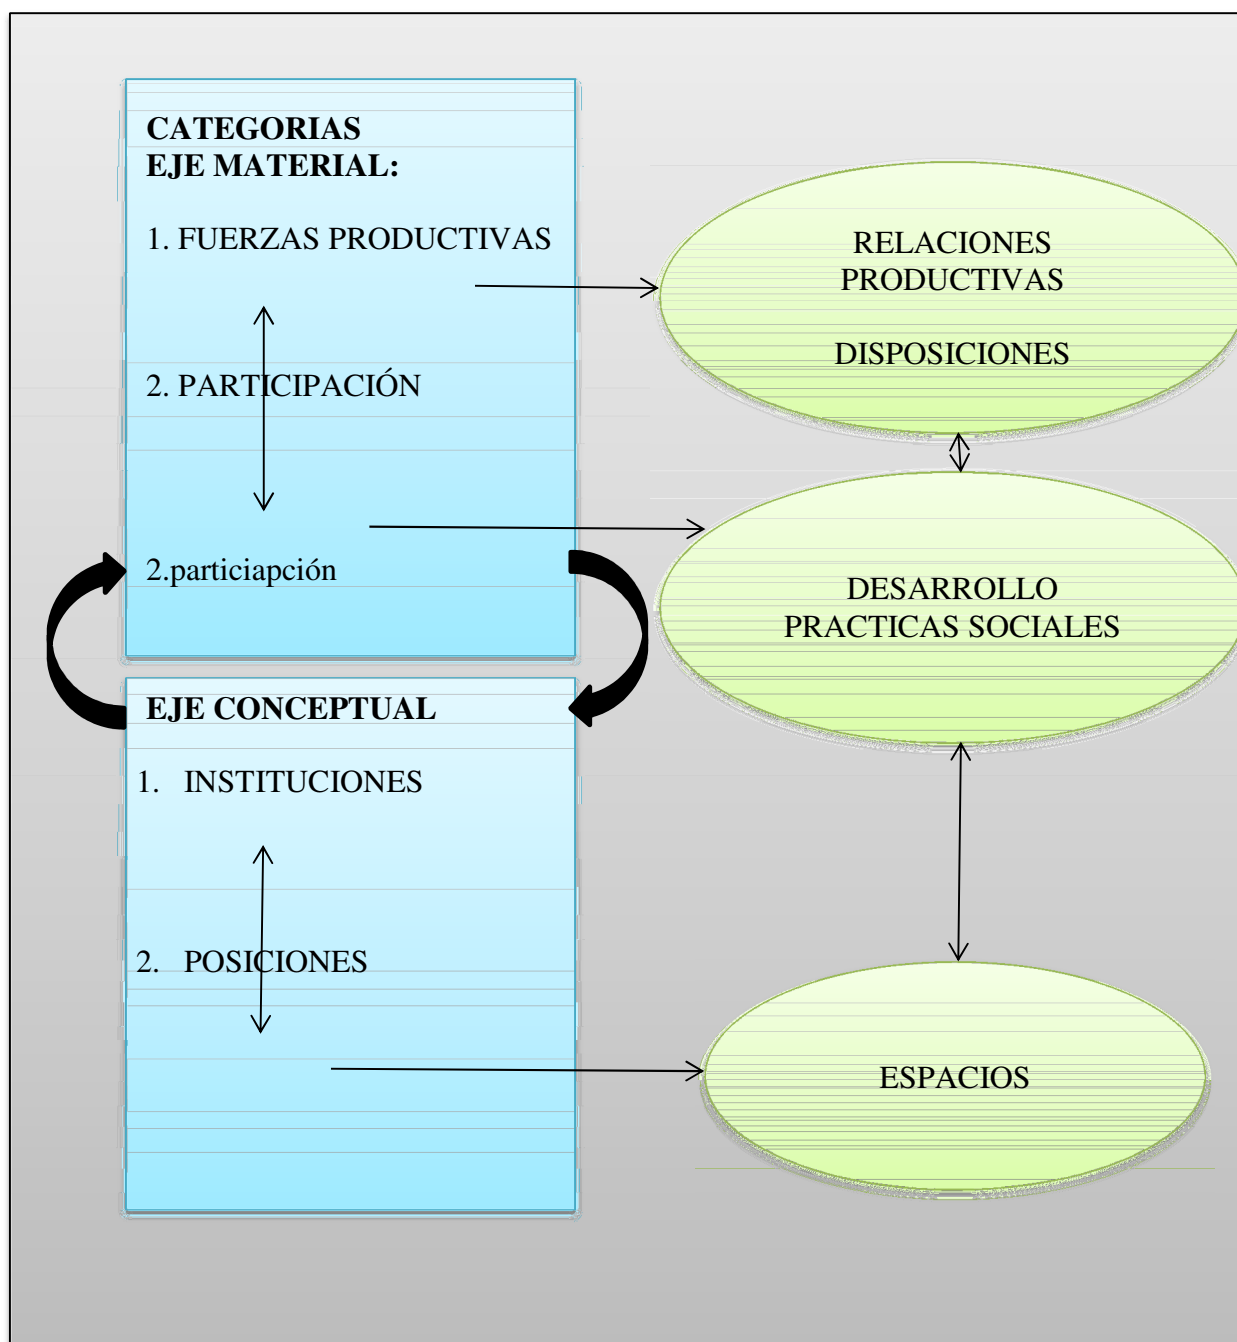 CATEGORIAS
EJE MATERIAL:
1. FUERZAS PRODUCTIVAS
2. PARTICIPACIÓN
2.particiapción
EJE CONCEPTUAL
1. INSTITUCIONES
2. POSICIONES
RELACIONES
PRODUCTIVAS
DISPOSICIONES
DESARROLLO
PRACTICAS SOCIALES
ESPACIOS